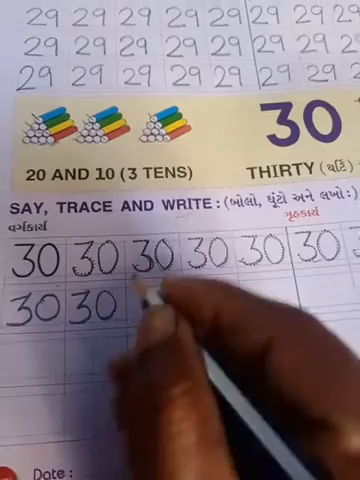 29 29 29 29 29 29 29 29
29 29 29 29 29 29 29
29 29 29 29 29 29 29 29
30
20 AND 10 (3 TENS) THIRTY (થર્ટિ)
SAY, TRACE AND WRITE : (બોલો, ઘૂંટો અને લખો:)
વર્ગકાર્ય ગૃહકાર્ય
30 30 30 30 30 30
30 30
Date :